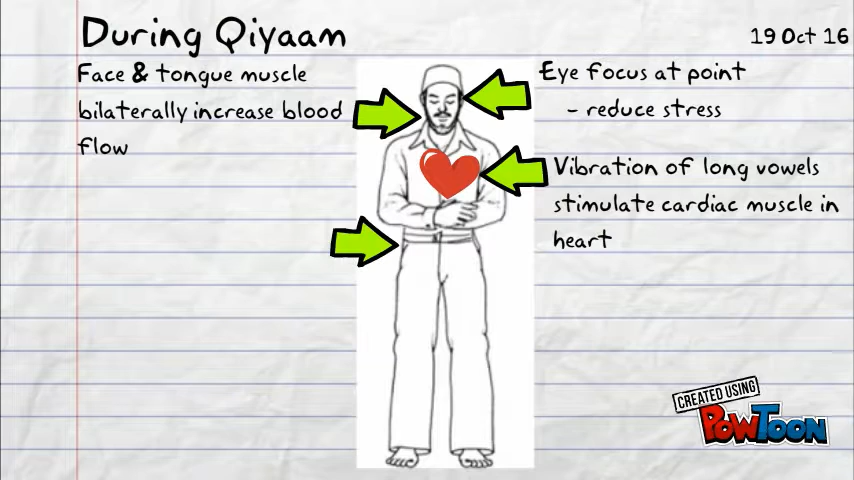 During Qiyaam
19 Oct 16
Face & tongue muscle
bilaterally increase blood
flow
Eye focus at point
- reduce stress
Vibration of long vowels
stimulate cardiac muscle in
heart
CREATED USING
POWTOON